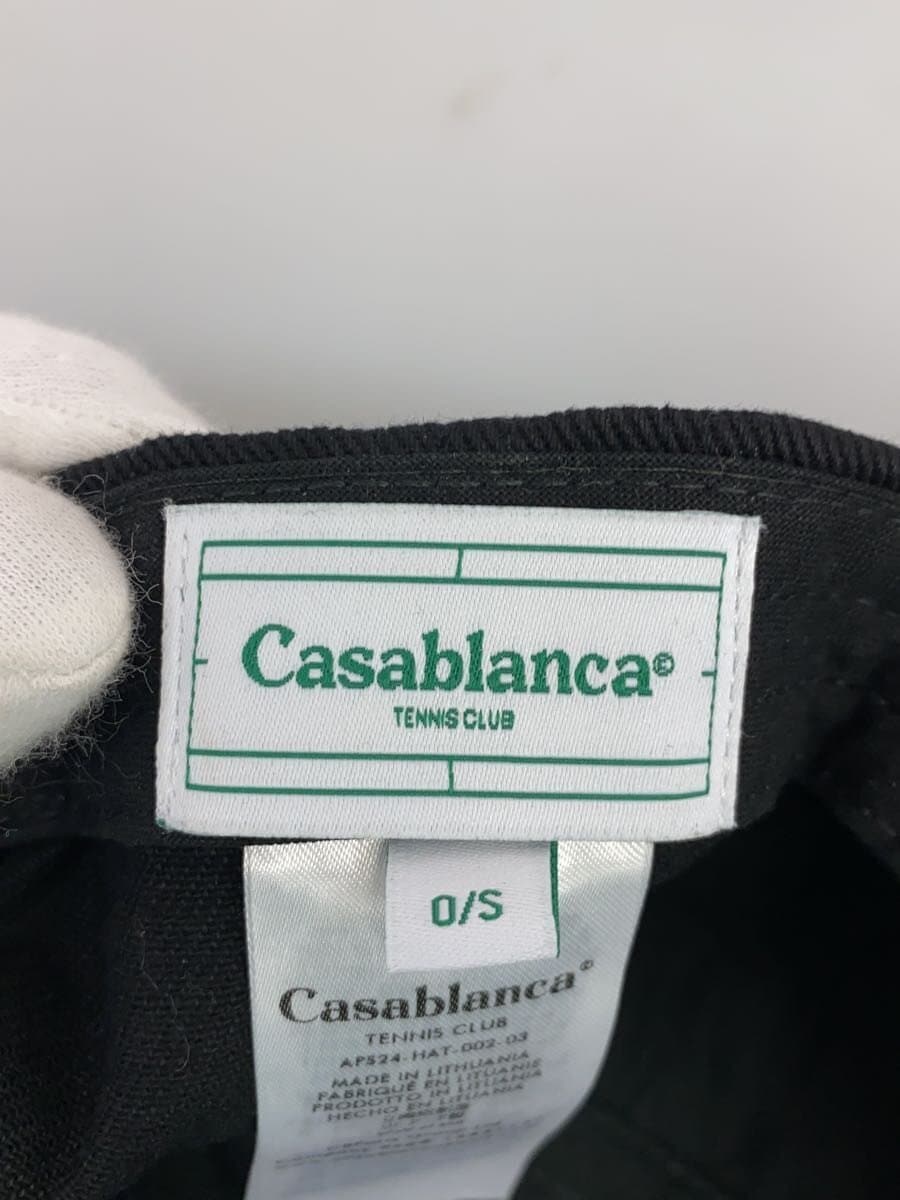 Casablanca©
TENNIS CLUB
O/S
Casablanca©
TENNIS CLUB
APS24-HAT-002-03
MADE IN LITHUANIA
FABRIQUÉ EN LITUANIE
PRODOTTO IN LITUANIA
HECHO EN LITUANIA